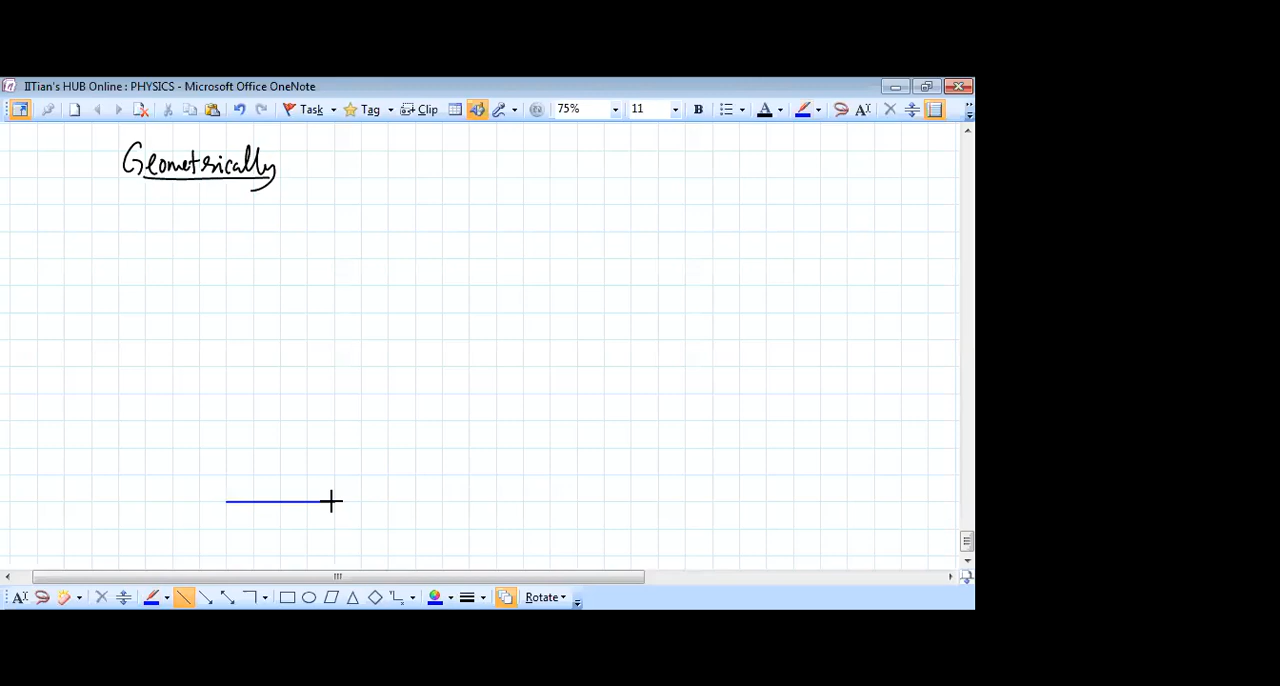 IITian's HUB Online : PHYSICS - Microsoft Office OneNote
Task Tag Clip 75% 11 B A A
Geometrically
A Rotate